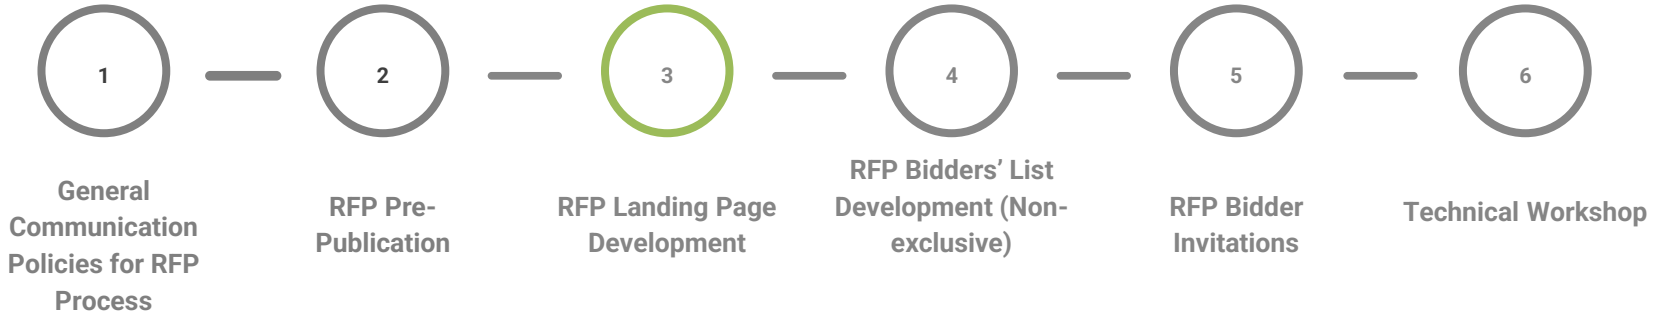 1
2
3
4
5
6
General
Communication
Policies for RFP
Process
RFP Pre-
Publication
RFP Landing Page
Development
RFP Bidders’ List
Development (Non-
exclusive)
RFP Bidder
Invitations
Technical Workshop